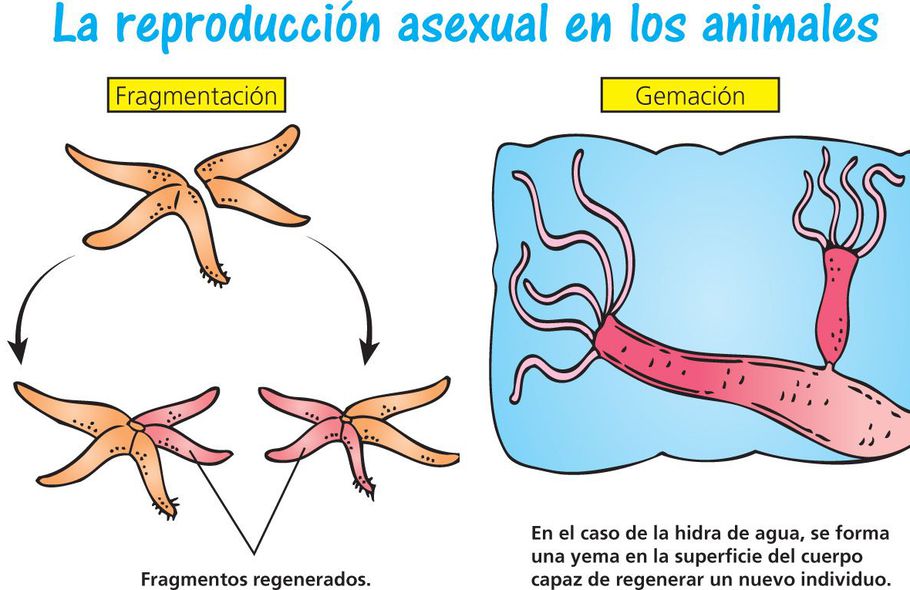 La reproducción asexual en los animales
Fragmentación
Gemación
Fragmentos regenerados.
En el caso de la hidra de agua, se forma
una yema en la superficie del cuerpo
capaz de regenerar un nuevo individuo.